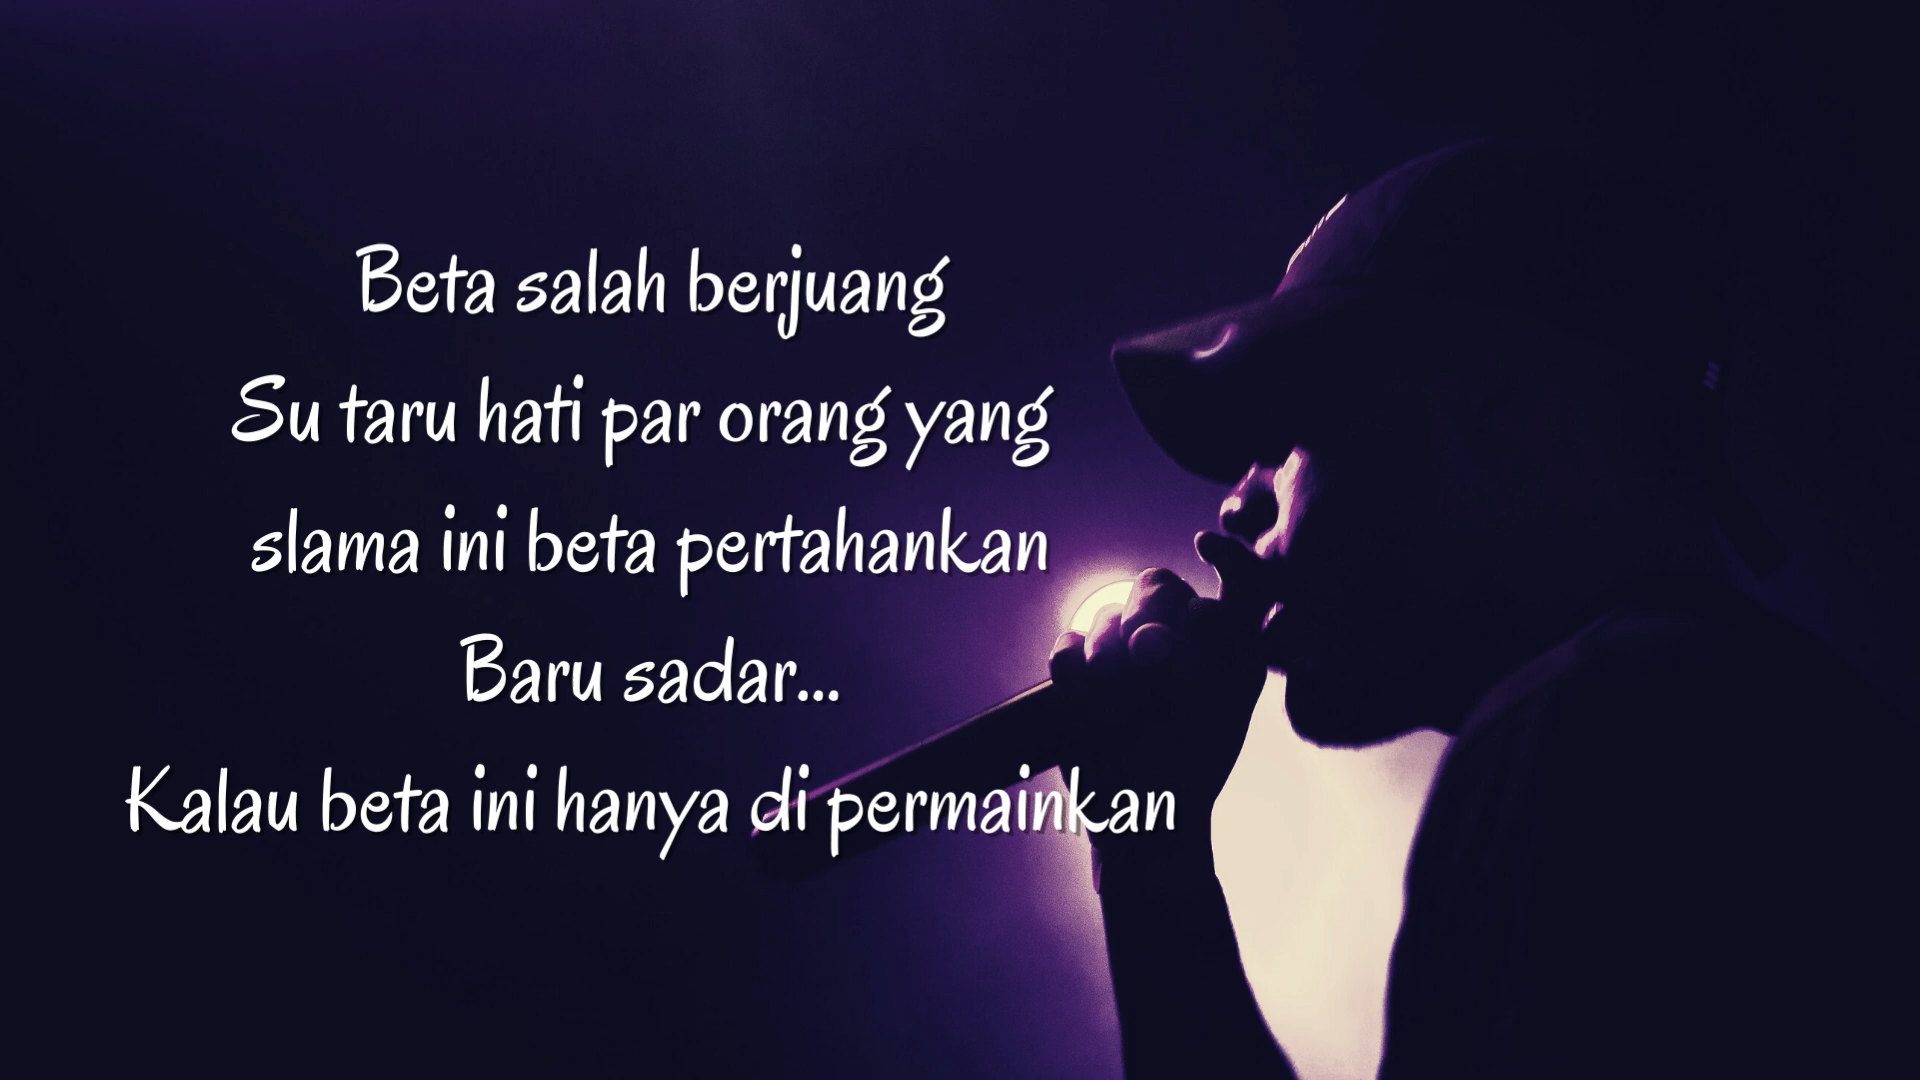 Beta salah berjuang
Su taru hati par orang yang
slama ini beta pertahankan
Baru sadar...
Kalau beta ini hanya di permainkan